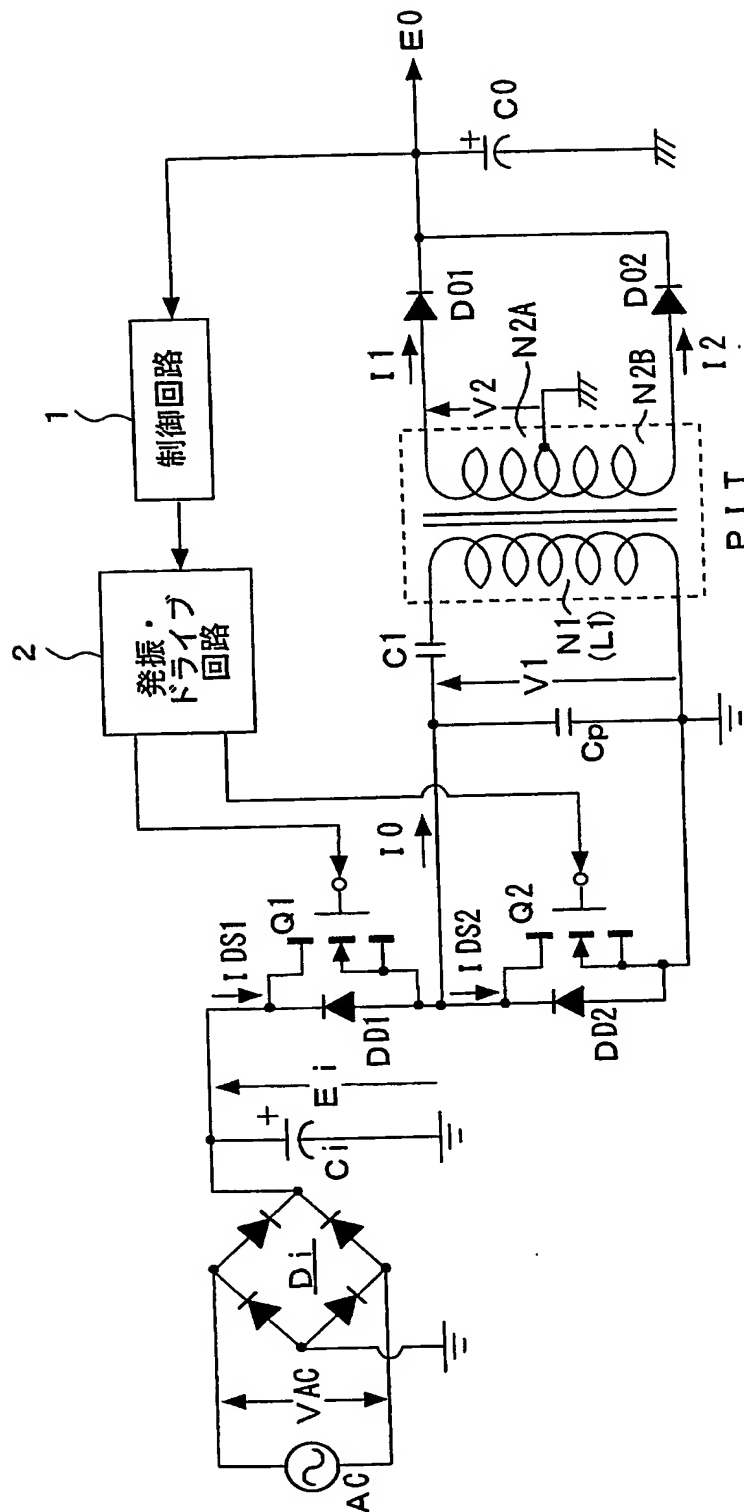 1
制御回路
2
発振・
ドライブ
回路
E0
C0
+
D01
D02
I1
I2
V2
N2A
N2B
PIT
N1
(L1)
C1
V1
Cp
I0
IDS1
Q1
DD1
IDS2
Q2
DD2
Ei
+
Ci
Di
VAC
AC